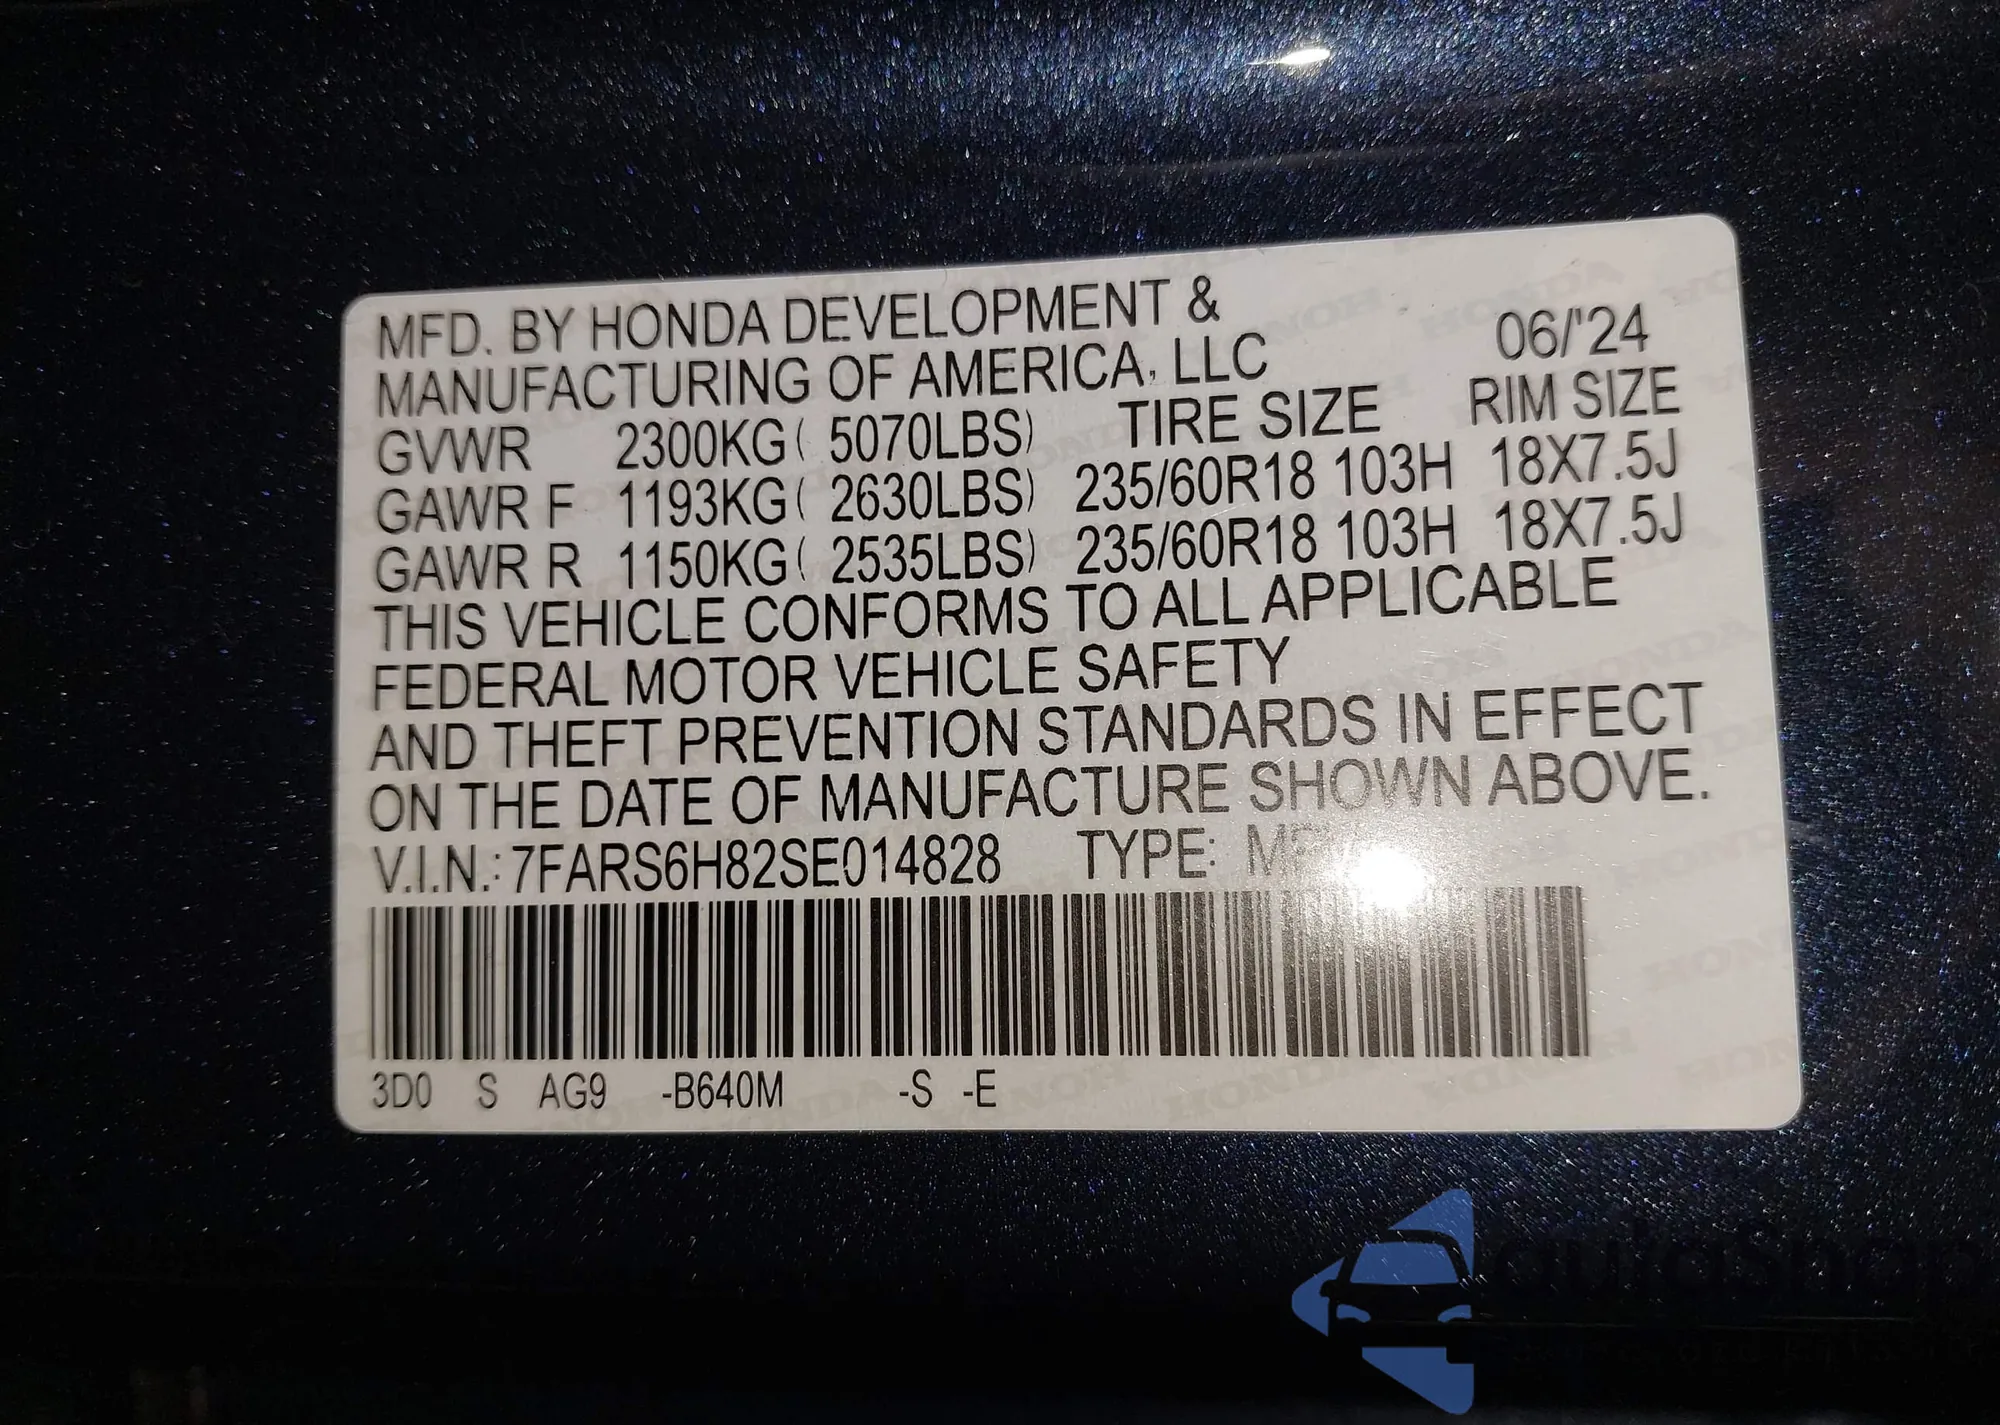 MFD. BY HONDA DEVELOPMENT &
MANUFACTURING OF AMERICA, LLC 06/'24
GVWR 2300KG( 5070LBS) TIRE SIZE RIM SIZE
GAWR F 1193KG( 2630LBS) 235/60R18 103H 18X7.5J
GAWR R 1150KG( 2535LBS) 235/60R18 103H 18X7.5J
THIS VEHICLE CONFORMS TO ALL APPLICABLE
FEDERAL MOTOR VEHICLE SAFETY
AND THEFT PREVENTION STANDARDS IN EFFECT
ON THE DATE OF MANUFACTURE SHOWN ABOVE.
V.I.N.: 7FARS6H82SE014828 TYPE:
3D0 S AG9 -B640M -S -E
autoSnap